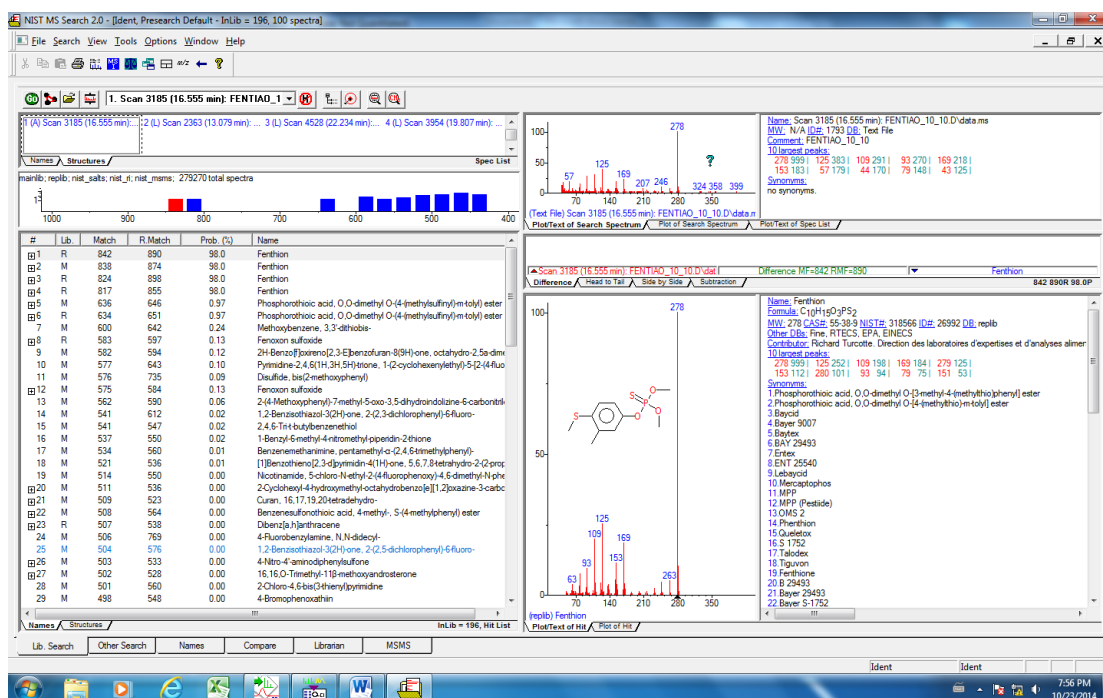 NIST MS Search 2.0 - [Ident, Presearch Default - InLib = 196, 100 spectra]
File Search View Tools Options Window Help
1. Scan 3185 (16.555 min): FENTIAO_1
1 (A) Scan 3185 (16.555 min):... 2 (L) Scan 2363 (13.079 min): ... 3 (L) Scan 4528 (22.234 min):... 4 (L) Scan 3954 (19.807 min): ...
Names Structures Spec List
mainlib; replib; nist_salts; nist_ri; nist_msms; 279270 total spectra
1000 900 800 700 600 500 400
# Lib. Match R.Match Prob. (%) Name
1 R 842 890 98.0 Fenthion
2 M 838 874 98.0 Fenthion
3 R 824 898 98.0 Fenthion
4 R 817 855 98.0 Fenthion
5 M 636 646 0.97 Phosphorothioic acid, O,O-dimethyl O-(4-(methylsulfinyl)-m-tolyl) ester
6 R 634 651 0.97 Phosphorothioic acid, O,O-dimethyl O-(4-(methylsulfinyl)-m-tolyl) ester
7 M 600 642 0.24 Methoxybenzene, 3,3'-dithiobis-
8 R 583 597 0.13 Fenoxon sulfoxide
9 M 582 594 0.12 2H-Benzo[f]oxireno[2,3-E]benzofuran-8(9H)-one, octahydro-2,5a-dime
10 M 577 643 0.10 Pyrimidine-2,4,6(1H,3H,5H)-trione, 1-(2-cyclohexenylethyl)-5-[2-(4-fluo
11 M 576 735 0.09 Disulfide, bis(2-methoxyphenyl)
12 M 575 584 0.13 Fenoxon sulfoxide
13 M 562 590 0.06 2-(4-Methoxyphenyl)-7-methyl-5-oxo-3,5-dihydroindolizine-6-carbonitrile
14 M 541 612 0.02 1,2-Benzisothiazol-3(2H)-one, 2-(2,3-dichlorophenyl)-6-fluoro-
15 M 541 547 0.02 2,4,6-Tri-t-butylbenzenethiol
16 M 537 550 0.02 1-Benzyl-6-methyl-4-nitromethyl-piperidin-2-thione
17 M 534 560 0.01 Benzenemethanimine, pentamethyl-α-(2,4,6-trimethylphenyl)-
18 M 521 536 0.01 [1]Benzothieno[2,3-d]pyrimidin-4(1H)-one, 5,6,7,8-tetrahydro-2-(2-prop
19 M 514 550 0.00 Nicotinamide, 5-chloro-N-ethyl-2-(4-fluorophenoxy)-4,6-dimethyl-N-phe
20 M 511 536 0.00 2-Cyclohexyl-4-hydroxymethyl-octahydrobenzo[e][1,2]oxazine-3-carbo
21 M 509 523 0.00 Curan, 16,17,19,20-tetradehydro-
22 M 508 564 0.00 Benzenesulfonothioic acid, 4-methyl-, S-(4-methylphenyl) ester
23 R 507 538 0.00 Dibenz[a,h]anthracene
24 M 506 769 0.00 4-Fluorobenzylamine, N,N-didecyl-
25 M 504 576 0.00 1,2-Benzisothiazol-3(2H)-one, 2-(2,5-dichlorophenyl)-6-fluoro-
26 M 503 533 0.00 4-Nitro-4'-aminodiphenylsulfone
27 M 502 528 0.00 16,16,O-Trimethyl-11β-methoxyandrosterone
28 M 501 560 0.00 2-Chloro-4,6-bis(3-thienyl)pyrimidine
29 M 498 548 0.00 4-Bromophenoxathiin
Names Structures InLib = 196, Hit List
Lib. Search Other Search Names Compare Librarian MSMS
100 278
50 57 125 169 207 246 324 358 399 ?
70 140 210 280 350
(Text File) Scan 3185 (16.555 min): FENTIAO_10_10.D\data.m
Plot/Text of Search Spectrum Plot of Search Spectrum Plot/Text of Spec List
Name: Scan 3185 (16.555 min): FENTIAO_10_10.D\data.ms
MW: N/A ID#: 1793 DB: Text File
Comment: FENTIAO_10_10
10 largest peaks:
278 999 | 125 383 | 109 291 | 93 270 | 169 218 |
153 183 | 57 179 | 44 170 | 79 148 | 43 125 |
Synonyms:
no synonyms.
Scan 3185 (16.555 min): FENTIAO_10_10.D\dat Difference MF=842 RMF=890 Fenthion
Difference Head to Tail Side by Side Subtraction 842 890R 98.0P
100 278
50
63 93 109 125 153 169 263
70 140 210 280 350
S O O P O S
(replib) Fenthion
Plot/Text of Hit Plot of Hit
Name: Fenthion
Formula: C10H15O3PS2
MW: 278 CAS#: 55-38-9 NIST#: 318566 ID#: 26992 DB: replib
Other DBs: Fine, RTECS, EPA, EINECS
Contributor: Richard Turcotte. Direction des laboratoires d'expertises et d'analyses alimen
10 largest peaks:
278 999 | 125 262 | 109 198 | 169 184 | 279 125 |
153 112 | 280 101 | 93 94 | 79 75 | 151 53 |
Synonyms:
1.Phosphorothioic acid, O,O-dimethyl O-[3-methyl-4-(methylthio)phenyl] ester
2.Phosphorothioic acid, O,O-dimethyl O-[4-(methylthio)-m-tolyl] ester
3.Baycid
4.Bayer 9007
5.Baytex
6.BAY 29493
7.Entex
8.ENT 25540
9.Lebaycid
10.Mercaptophos
11.MPP
12.MPP (Pestiide)
13.OMS 2
14.Phenthion
15.Queletox
16.S 1752
17.Talodex
18.Tiguvon
19.Fenthione
20.B 29493
21.Bayer 29493
22.Bayer S-1752
Ident Ident
7:56 PM
10/23/2014